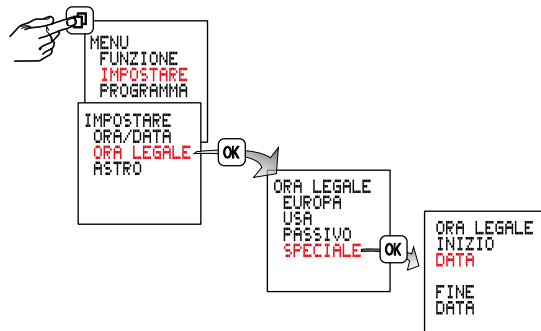 MENU
FUNZIONE
IMPOSTARE
PROGRAMMA
IMPOSTARE
ORA/DATA
ORA LEGALE
ASTRO
OK
ORA LEGALE
EUROPA
USA
PASSIVO
SPECIALE
OK
ORA LEGALE
INIZIO
DATA
FINE
DATA